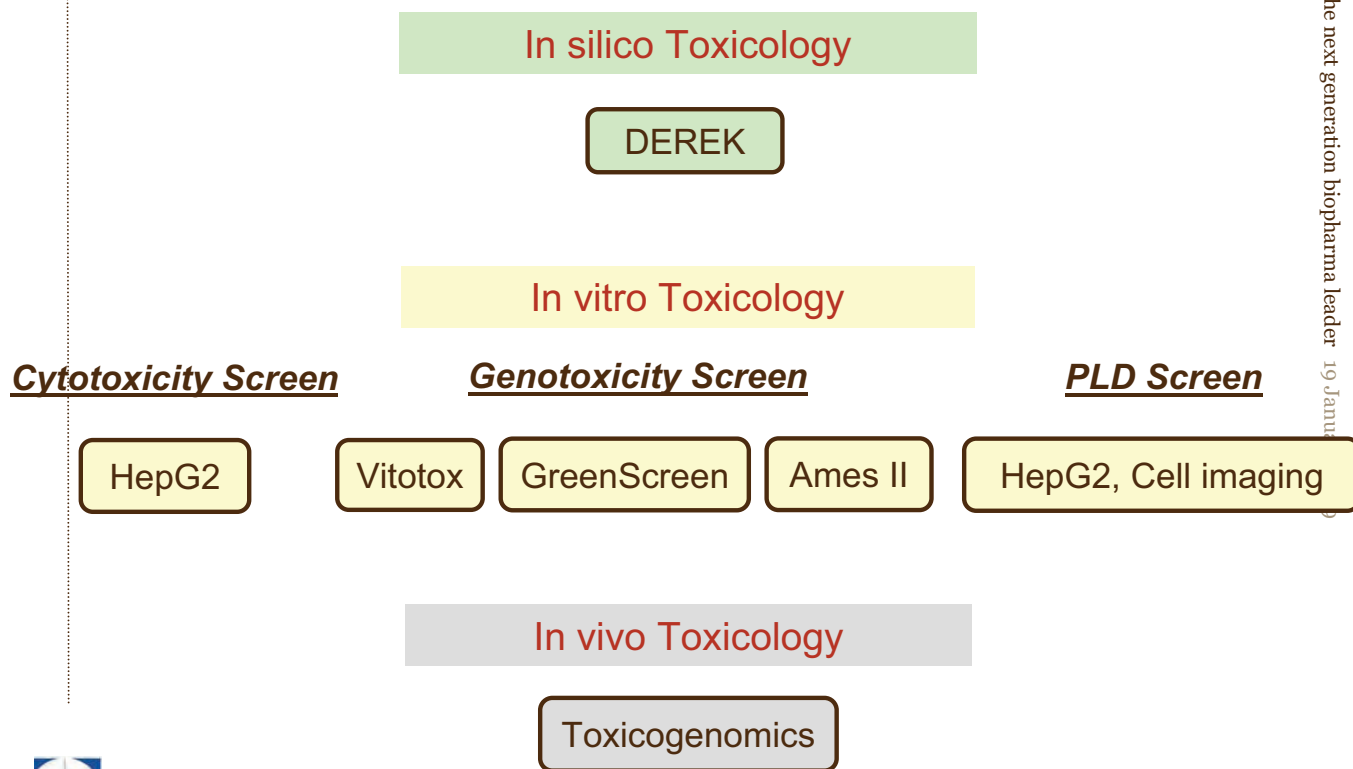 In silico Toxicology
DEREK
In vitro Toxicology
Cytotoxicity Screen
Genotoxicity Screen
PLD Screen
HepG2
Vitotox
GreenScreen
Ames II
HepG2, Cell imaging
In vivo Toxicology
Toxicogenomics
next generation biopharma leader 19